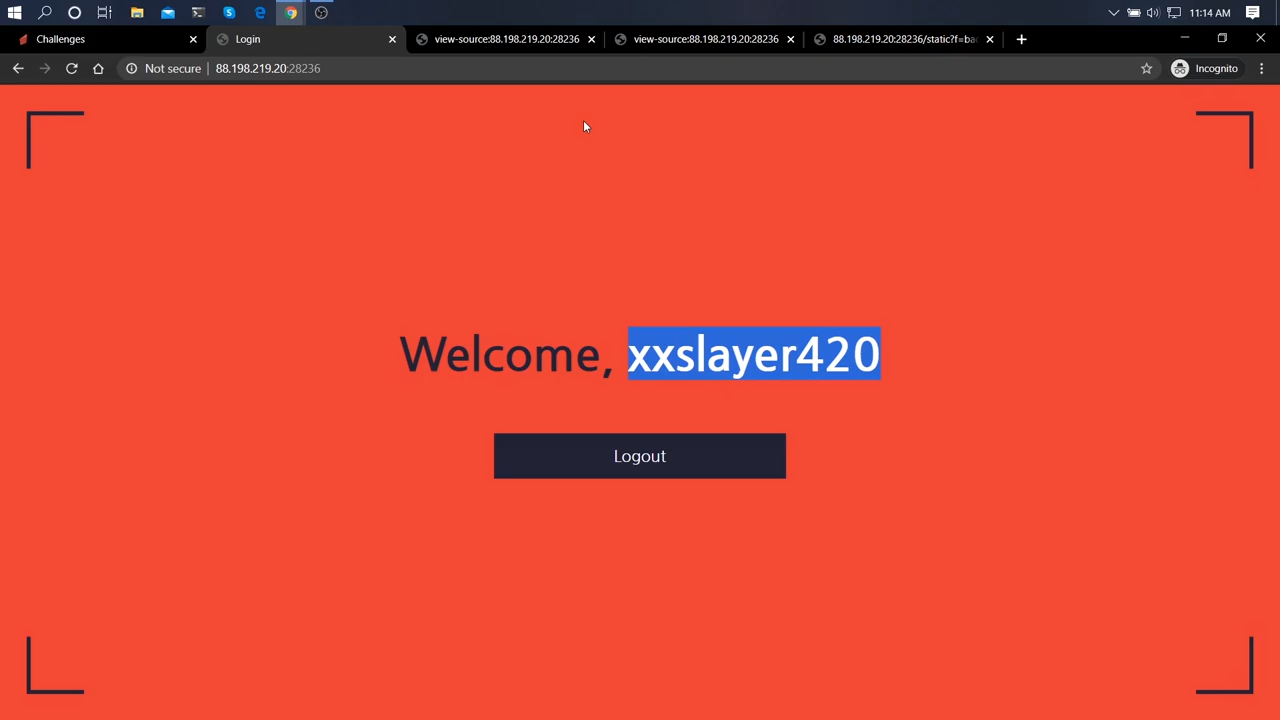 11:14 AM
Challenges
Login
view-source:88.198.219.20:28236
view-source:88.198.219.20:28236
88.198.219.20/static?f=bac
Not secure
88.198.219.20:28236
Incognito
Welcome, xxslayer420
Logout